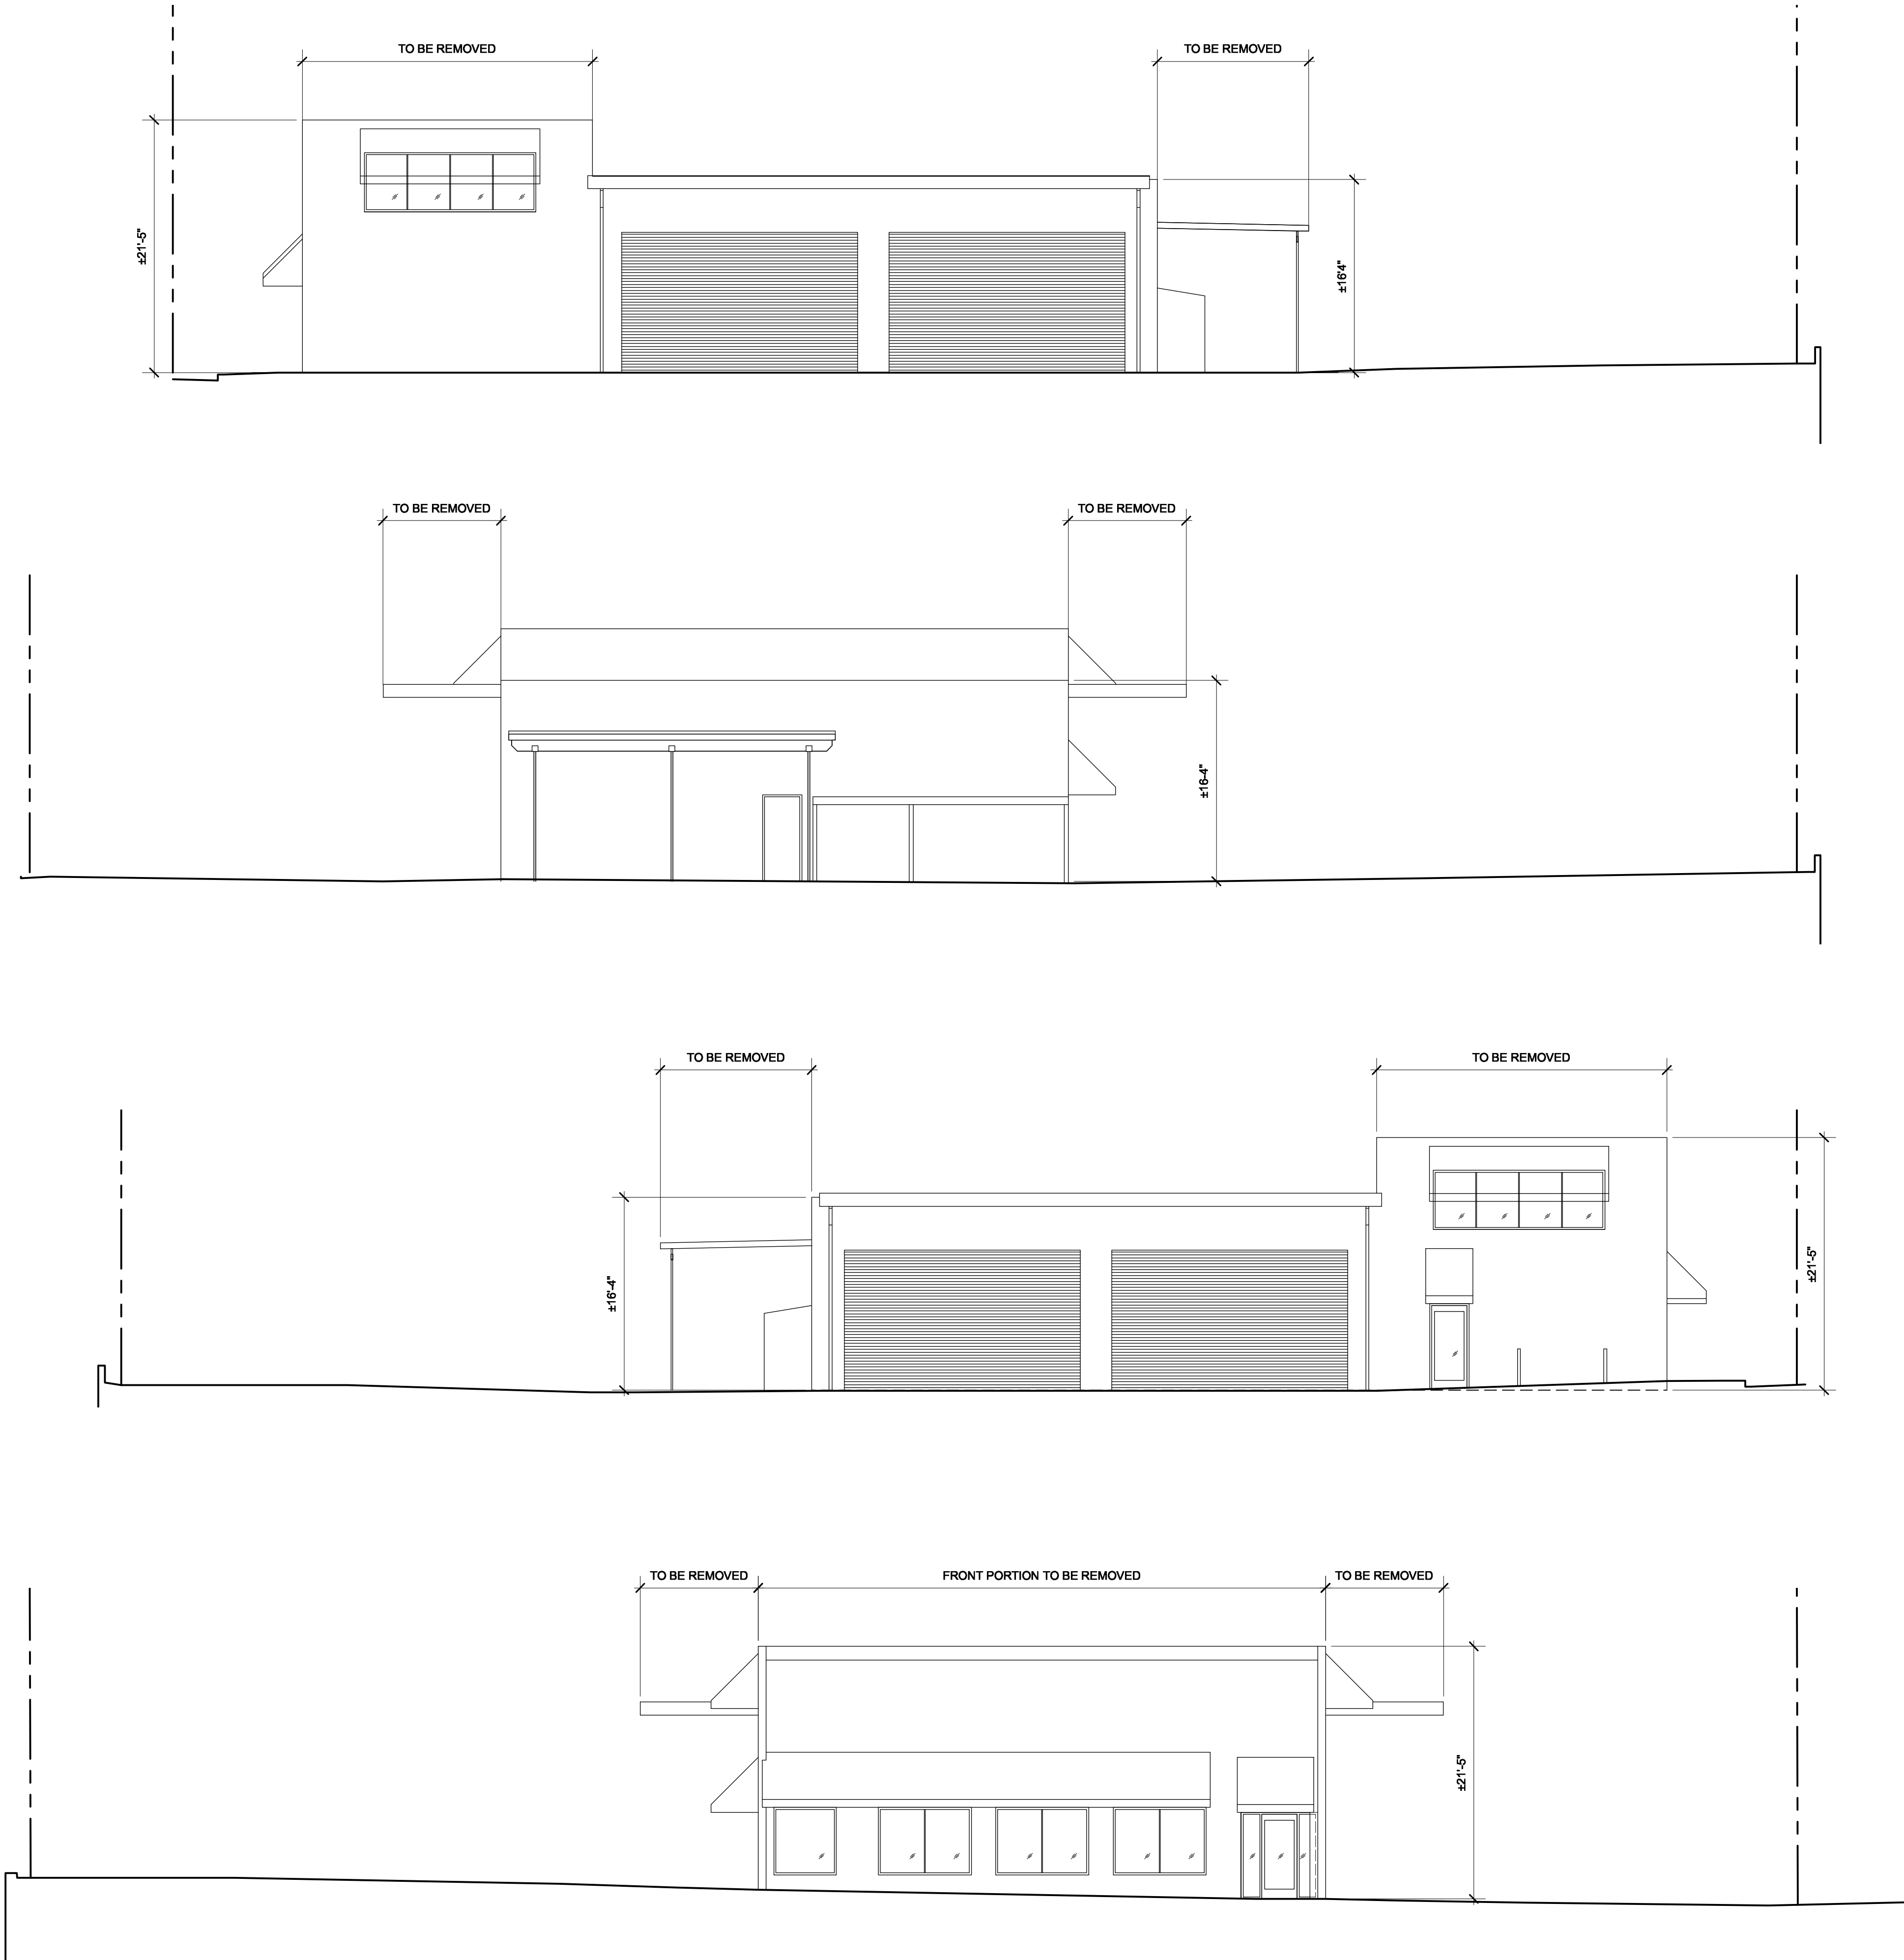 TO BE REMOVED
TO BE REMOVED
±21'-5"
±16'4"
TO BE REMOVED
TO BE REMOVED
±16-4"
TO BE REMOVED
TO BE REMOVED
±16'-4"
±21'-5"
TO BE REMOVED
FRONT PORTION TO BE REMOVED
TO BE REMOVED
±21'-5"